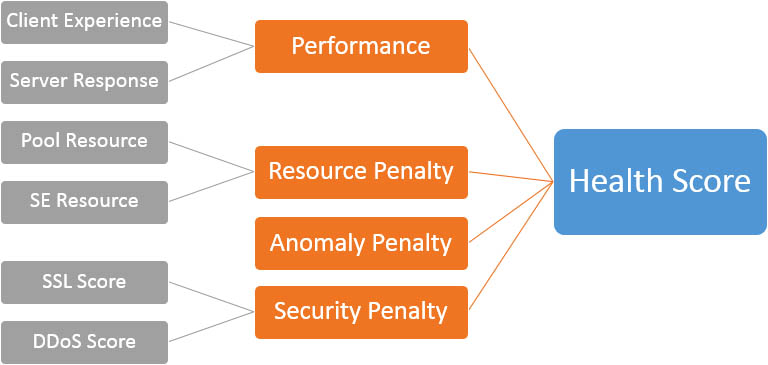 Client Experience
Server Response
Performance
Pool Resource
SE Resource
Resource Penalty
Anomaly Penalty
SSL Score
DDoS Score
Security Penalty
Health Score